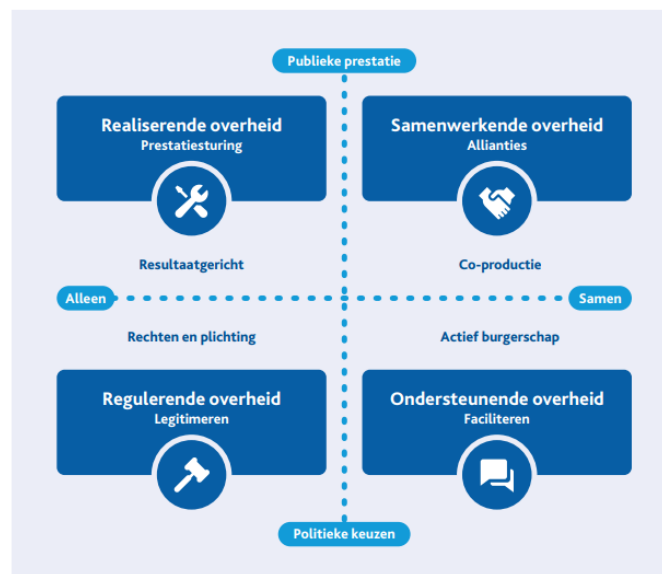 Publieke prestatie
Realiserende overheid
Prestatiesturing
Samenwerkende overheid
Allianties
Resultaatgericht
Co-productie
Alleen
Samen
Rechten en plichting
Actief burgerschap
Regulerende overheid
Legitimeren
Ondersteunende overheid
Faciliteren
Politieke keuzen